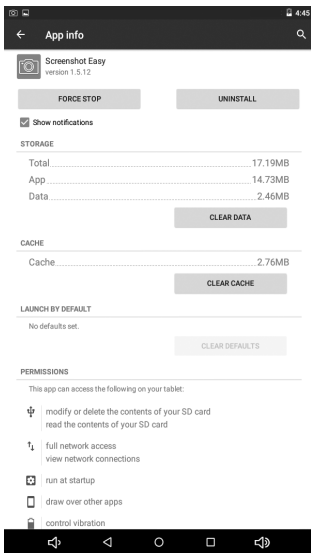 4:45
App info
Screenshot Easy
version 1.5.12
FORCE STOP
UNINSTALL
Show notifications
STORAGE
Total 17.19MB
App 14.73MB
Data 2.46MB
CLEAR DATA
CACHE
Cache 2.76MB
CLEAR CACHE
LAUNCH BY DEFAULT
No defaults set.
CLEAR DEFAULTS
PERMISSIONS
This app can access the following on your tablet:
modify or delete the contents of your SD card
read the contents of your SD card
full network access
view network connections
run at startup
draw over other apps
control vibration